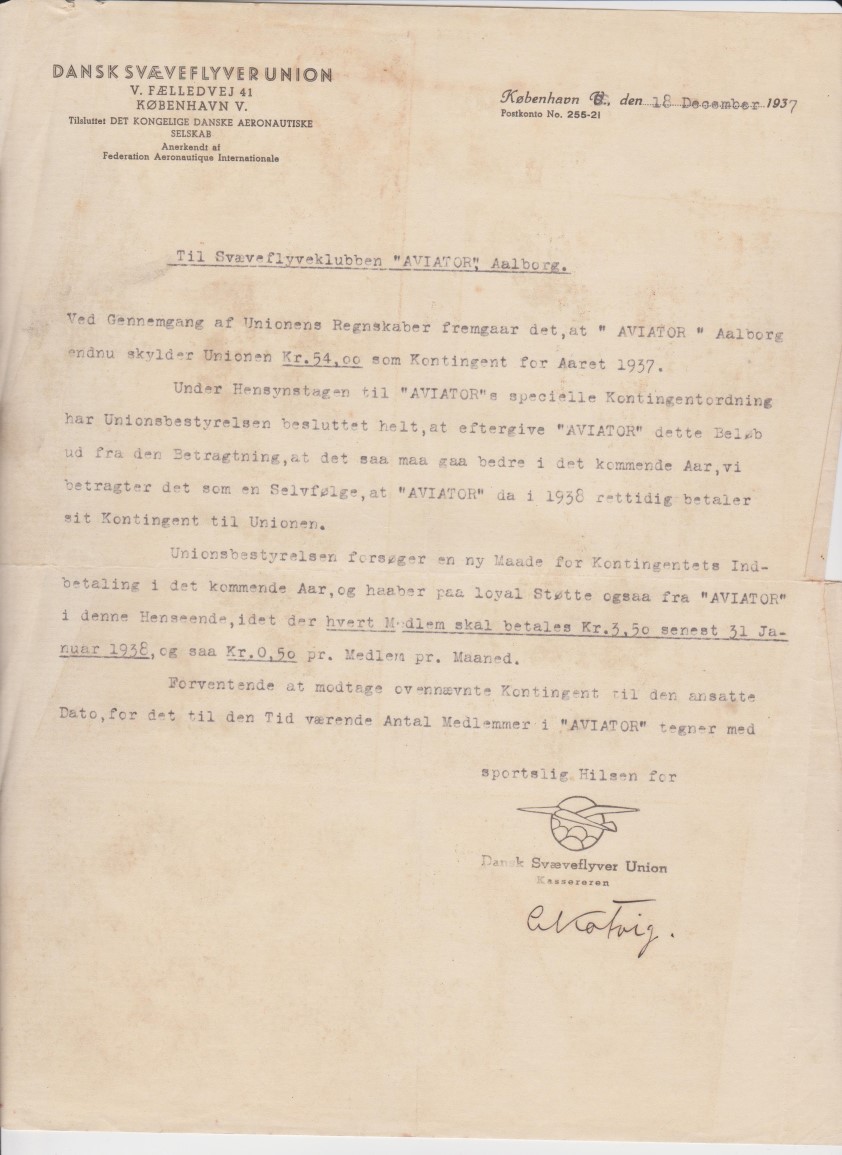 DANSK SVÆVEFLYVER UNION
V. FÆLLEDVEJ 41
KØBENHAVN V.
Tilsluttet DET KONGELIGE DANSKE AERONAUTISKE
SELSKAB
Anerkendt af
Federation Aeronautique Internationale
København, den 18 December 1937
Postkonto No. 255-21
Til Svæveflyveklubben "AVIATOR", Aalborg.
Ved Gennemgang af Unionens Regnskaber fremgaar det,at " AVIATOR " Aalborg
endnu skylder Unionen Kr.54,00 som Kontingent for Aaret 1937.
Under Hensynstagen til "AVIATOR"s specielle Kontingentordning
har Unionsbestyrelsen besluttet helt,at eftergive "AVIATOR" dette Beløb
ud fra den Betragtning,at det saa maa gaa bedre i det kommende Aar,vi
betragter det som en Selvfølge,at "AVIATOR" da i 1938 rettidig betaler
sit Kontingent til Unionen.
Unionsbestyrelsen forsøger en ny Maade for Kontingentets Ind-
betaling i det kommende Aar,og haaber paa loyal Støtte ogsaa fra "AVIATOR"
i denne Henseende,idet der hvert Medlem skal betales Kr.3,50 senest 31 Ja-
nuar 1938,og saa Kr.0,50 pr. Medlem pr. Maaned.
Forventende at modtage ovennævnte Kontingent til den ansatte
Dato,for det til den Tid værende Antal Medlemmer i "AVIATOR" tegner med
sportslig Hilsen for
Dansk Svæveflyver Union
Kassereren